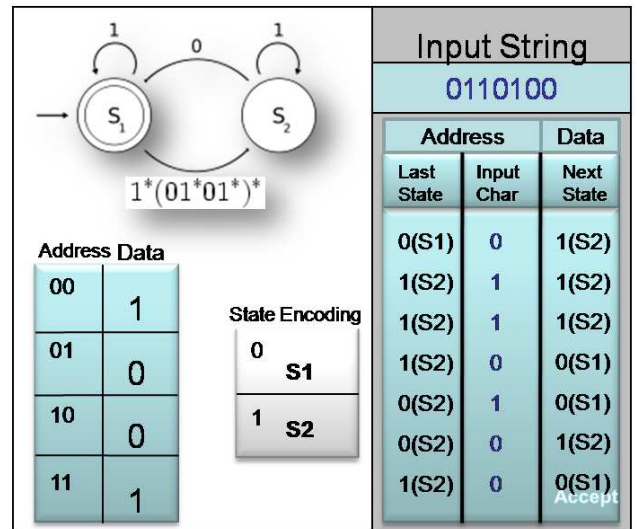 1
0
1
S1
S2
1*(01*01*)*
Address Data
00 1
01 0
10 0
11 1
State Encoding
0 S1
1 S2
Input String
0110100
Address Data
Last State Input Char Next State
0(S1) 0 1(S2)
1(S2) 1 1(S2)
1(S2) 1 1(S2)
1(S2) 0 0(S1)
0(S2) 1 0(S1)
0(S2) 0 1(S2)
1(S2) 0 0(S1)
Accept